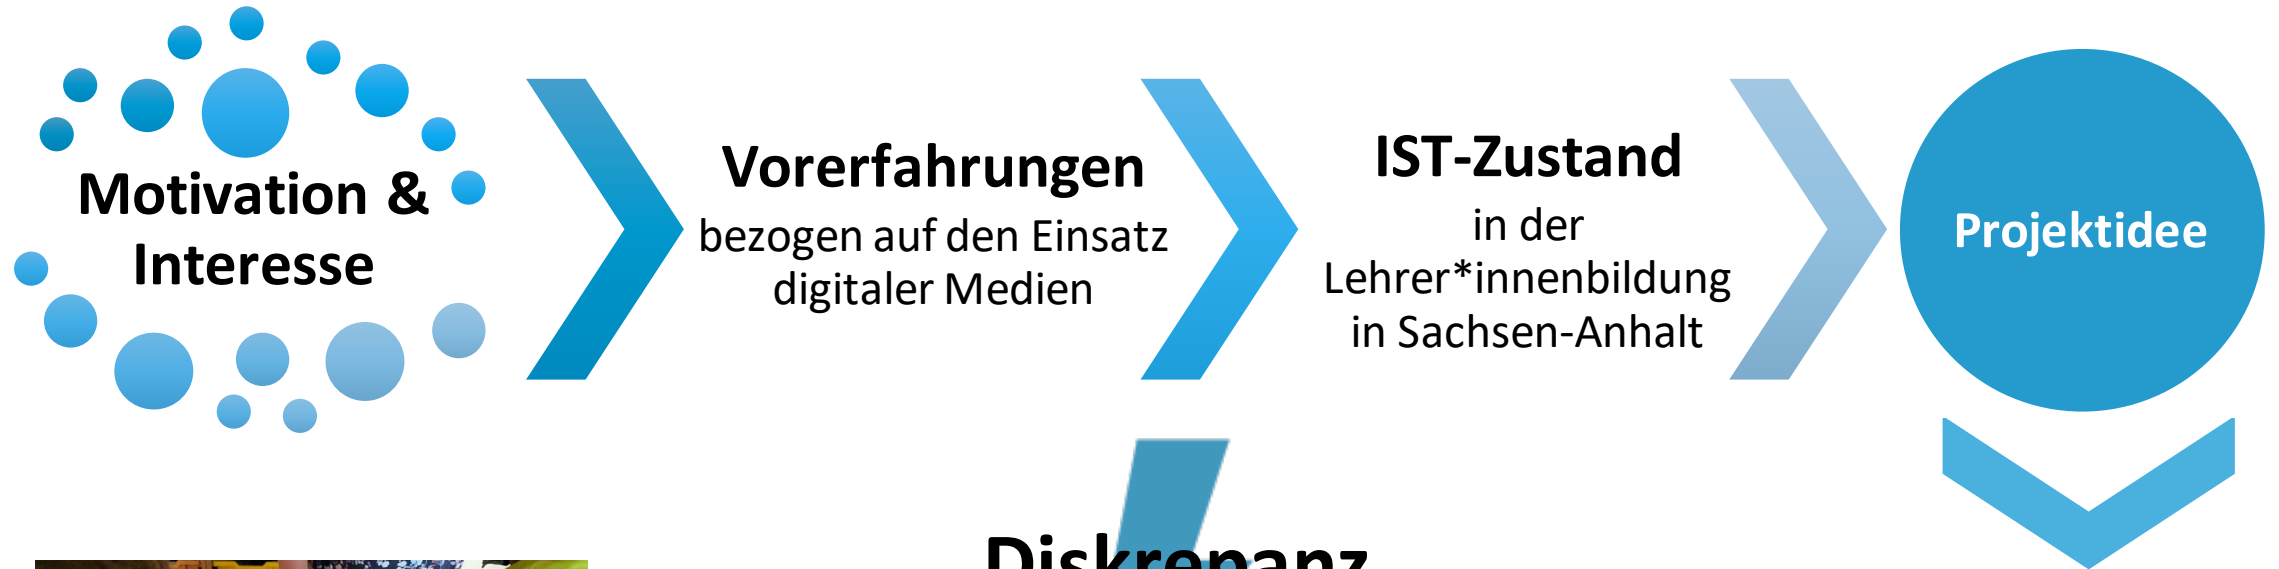 Motivation &
Interesse
Vorerfahrungen
bezogen auf den Einsatz
digitaler Medien
IST-Zustand
in der
Lehrer*innenbildung
in Sachsen-Anhalt
Projektidee
Diskrepanz